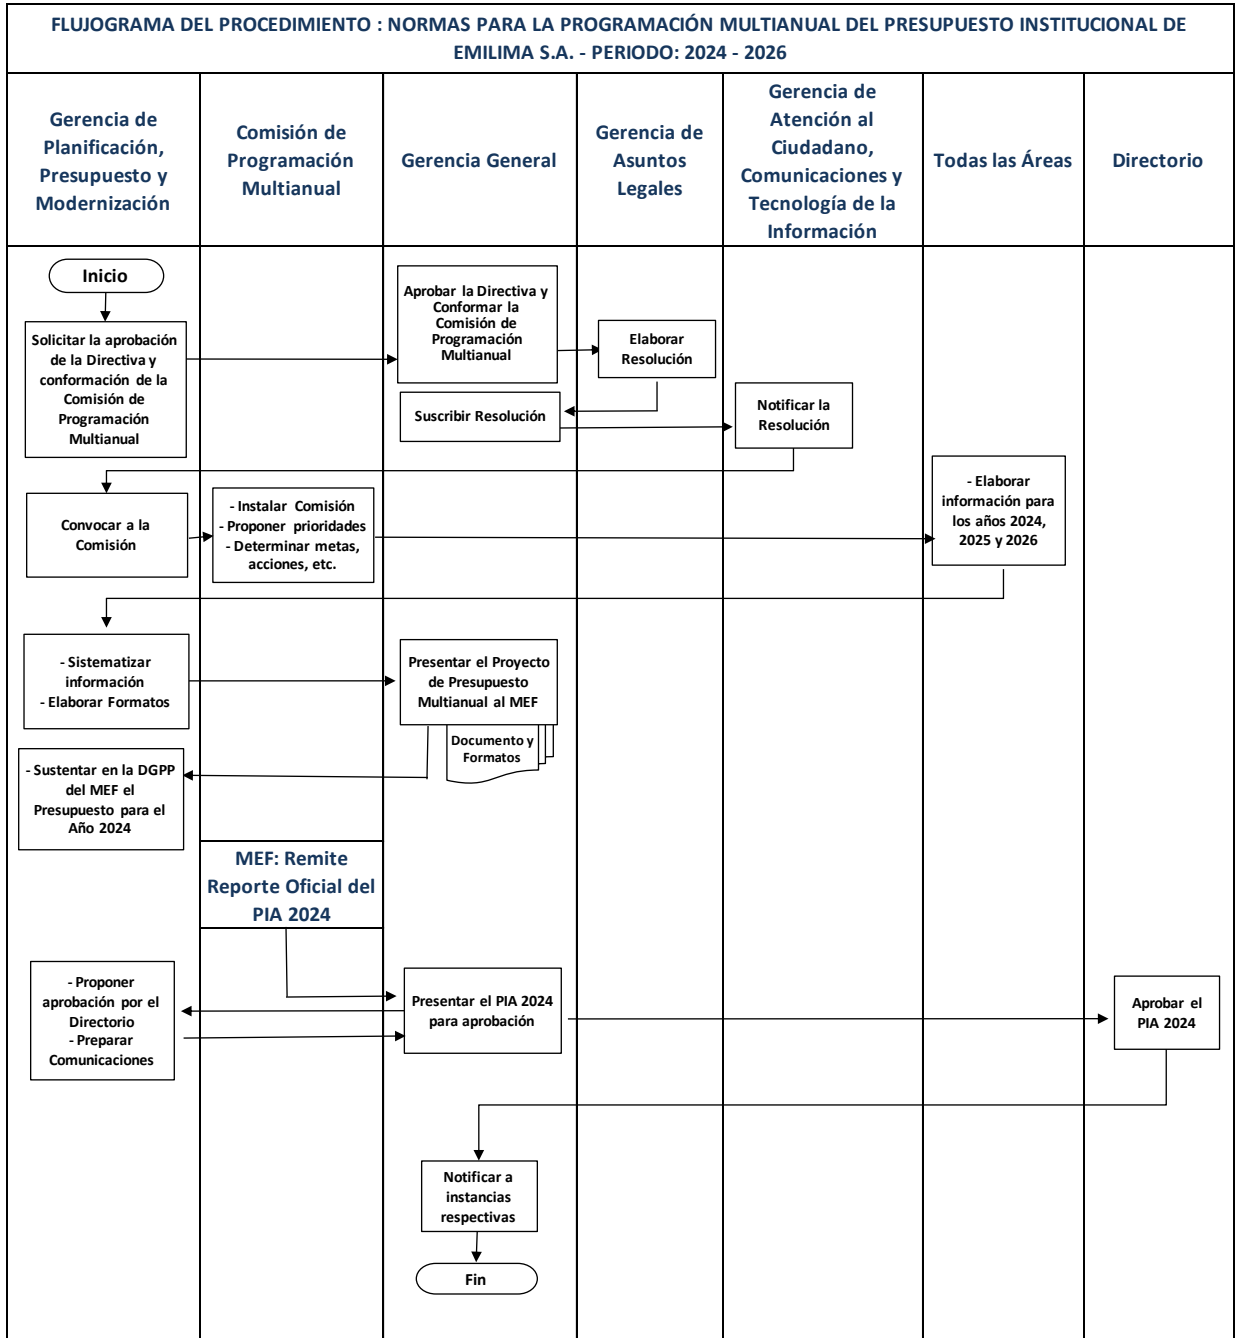 FLUJOGRAMA DEL PROCEDIMIENTO : NORMAS PARA LA PROGRAMACIÓN MULTIANUAL DEL PRESUPUESTO INSTITUCIONAL DE
EMILIMA S.A. - PERIODO: 2024 - 2026
Gerencia de
Planificación,
Presupuesto y
Modernización
Comisión de
Programación
Multianual
Gerencia General
Gerencia de
Asuntos
Legales
Gerencia de
Atención al
Ciudadano,
Comunicaciones y
Tecnología de la
Información
Todas las Áreas
Directorio
Inicio
Solicitar la aprobación
de la Directiva y
conformación de la
Comisión de
Programación
Multianual
Aprobar la Directiva y
Conformar la
Comisión de
Programación
Multianual
Elaborar
Resolución
Suscribir Resolución
Notificar la
Resolución
Convocar a la
Comisión
- Instalar Comisión
- Proponer prioridades
- Determinar metas,
acciones, etc.
- Elaborar
información para
los años 2024,
2025 y 2026
- Sistematizar
información
- Elaborar Formatos
Presentar el Proyecto
de Presupuesto
Multianual al MEF
Documento y
Formatos
- Sustentar en la DGPP
del MEF el
Presupuesto para el
Año 2024
MEF: Remite
Reporte Oficial del
PIA 2024
- Proponer
aprobación por el
Directorio
- Preparar
Comunicaciones
Presentar el PIA 2024
para aprobación
Aprobar el
PIA 2024
Notificar a
instancias
respectivas
Fin